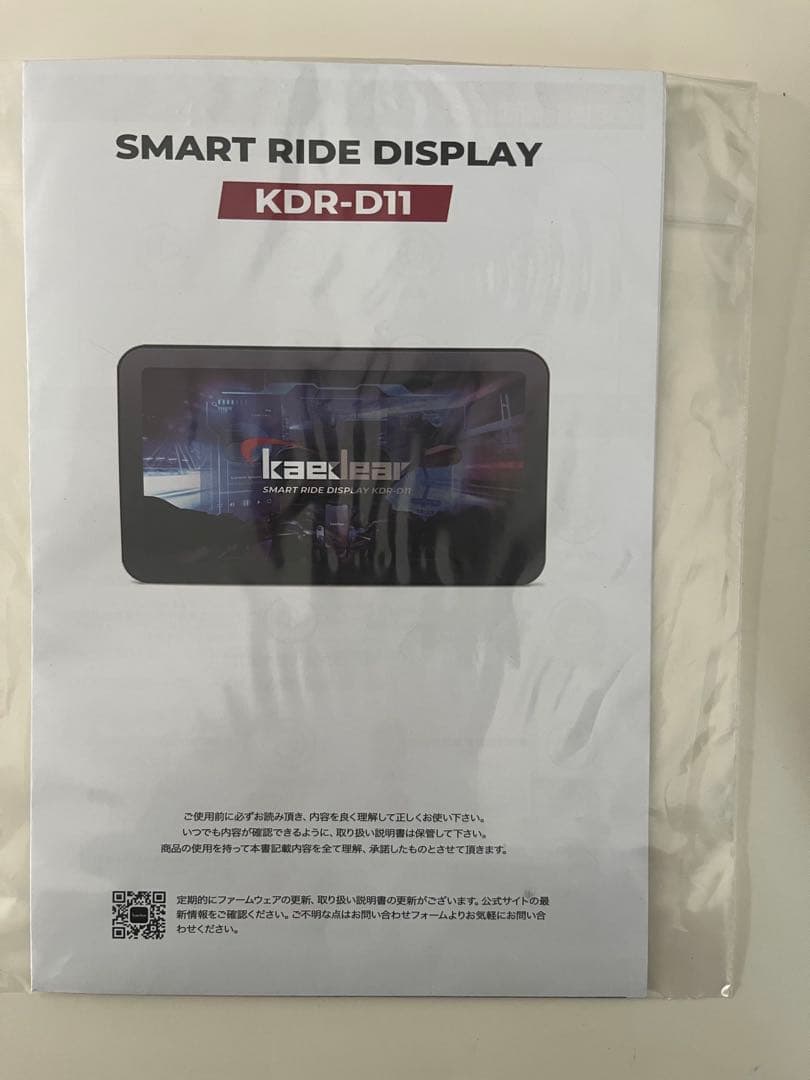 SMART RIDE DISPLAY
KDR-D11
kaedear
SMART RIDE DISPLAY KDR-D11
ご使用前に必ずお読み頂き、内容を良く理解して正しくお使い下さい。
いつでも内容が確認できるように、取り扱い説明書は保管して下さい。
商品の使用を持って本書記載内容を全て理解、承諾したものとさせて頂きます。
定期的にファームウェアの更新、取り扱い説明書の更新がございます。公式サイトの最
新情報をご確認ください。ご不明な点はお問い合わせフォームよりお気軽にお問い合
わせください。